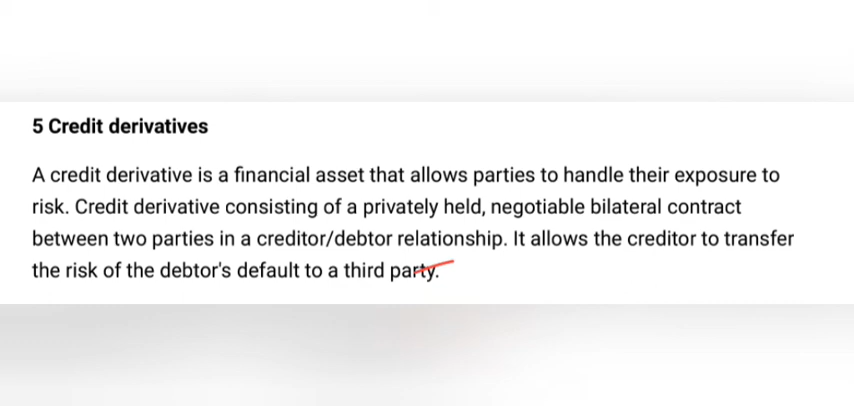 5 Credit derivatives
A credit derivative is a financial asset that allows parties to handle their exposure to
risk. Credit derivative consisting of a privately held, negotiable bilateral contract
between two parties in a creditor/debtor relationship. It allows the creditor to transfer
the risk of the debtor's default to a third party.